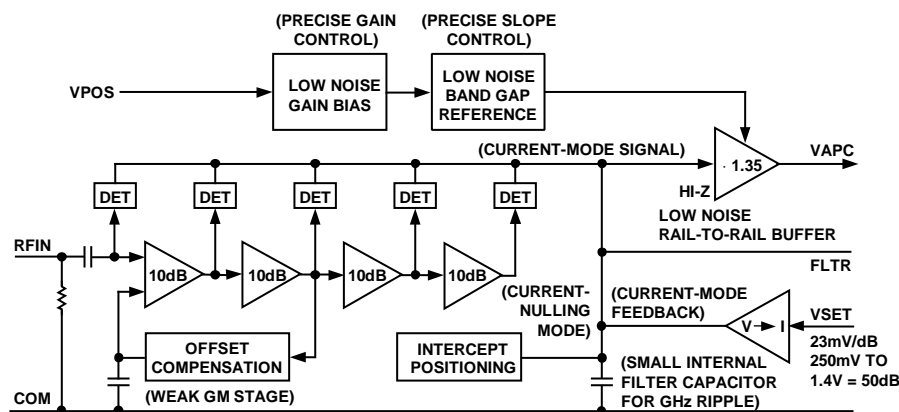 (PRECISE GAIN
CONTROL)
(PRECISE SLOPE
CONTROL)
VPOS
LOW NOISE
GAIN BIAS
LOW NOISE
BAND GAP
REFERENCE
(CURRENT-MODE SIGNAL)
· 1.35
VAPC
HI-Z
DET
DET
DET
DET
DET
LOW NOISE
RAIL-TO-RAIL BUFFER
RFIN
10dB
10dB
10dB
10dB
FLTR
(CURRENT-
NULLING
MODE)
(CURRENT-MODE
FEEDBACK)
V
I
VSET
23mV/dB
250mV TO
1.4V = 50dB
OFFSET
COMPENSATION
INTERCEPT
POSITIONING
(WEAK GM STAGE)
(SMALL INTERNAL
FILTER CAPACITOR
FOR GHz RIPPLE)
COM